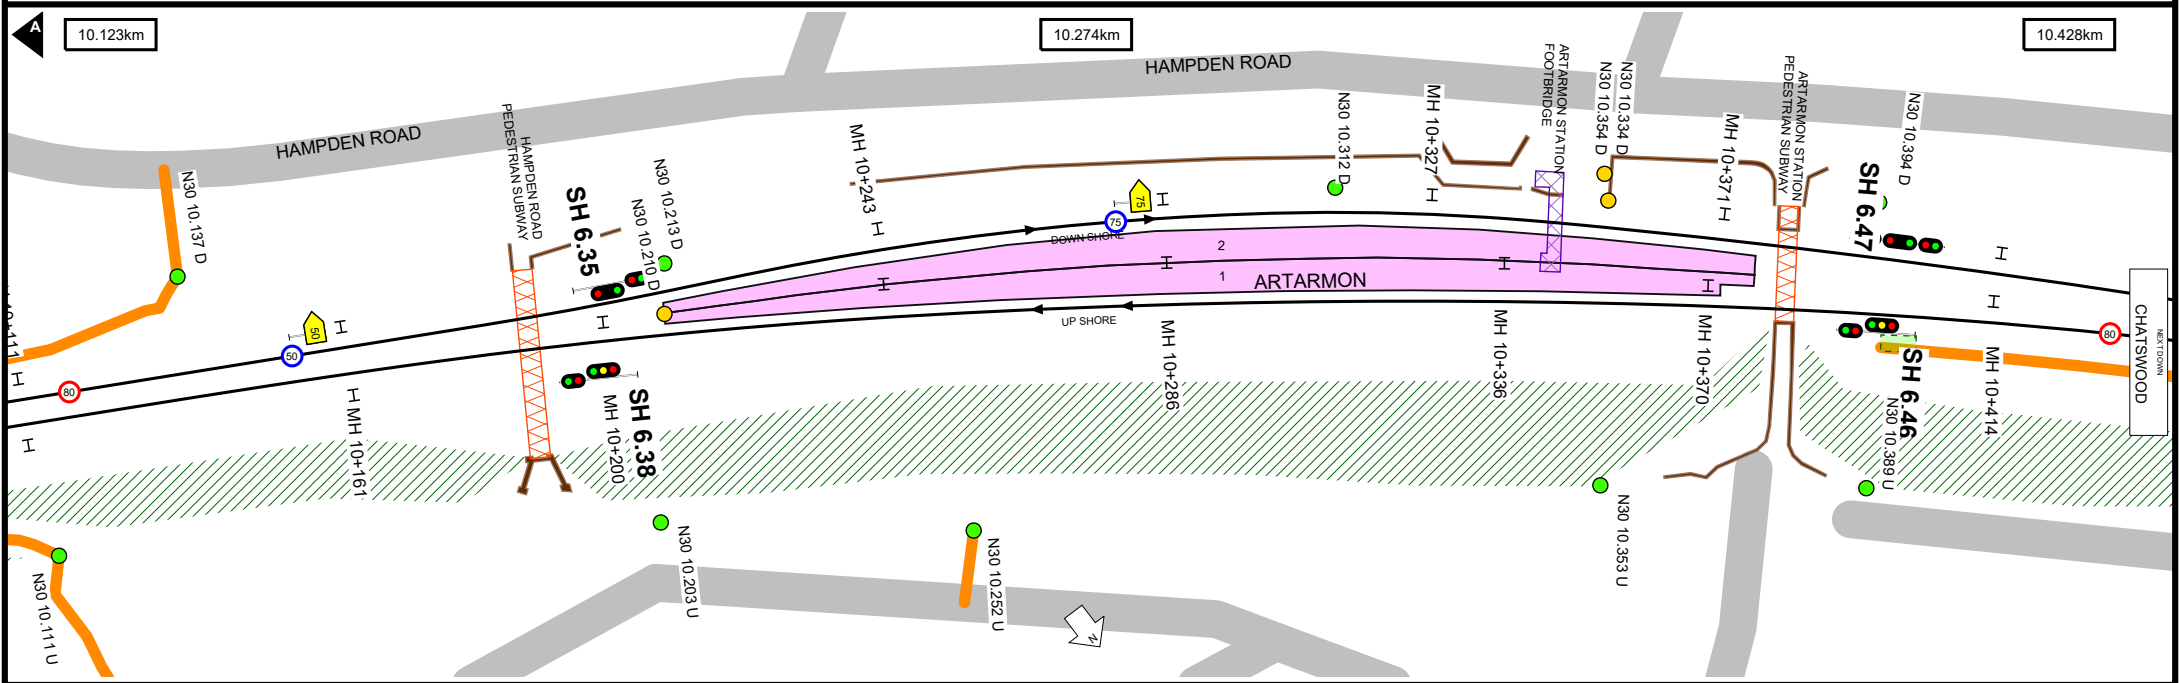 A
10.123km
10.274km
10.428km
HAMPDEN ROAD
HAMPDEN ROAD
N30 10.137 D
HAMPDEN ROAD
PEDESTRIAN SUBWAY
SH 6.35
N30 10.210 D
N30 10.213 D
MH 10+243
75
75
DOWN SHORE
N30 10.312 D
MH 10+327
ARTARMON STATION
FOOTBRIDGE
N30 10.354 D
N30 10.334 D
MH 10+371
ARTARMON STATION
PEDESTRIAN SUBWAY
SH 6.47
N30 10.394 D
2
1
ARTARMON
UP SHORE
50
50
80
80
MH 10+161
MH 10+200
SH 6.38
MH 10+286
MH 10+336
MH 10+370
SH 6.46
N30 10.389 U
MH 10+414
CHATSWOOD
NEXT DOWN
N30 10.111 U
N30 10.203 U
N30 10.252 U
N30 10.353 U
N